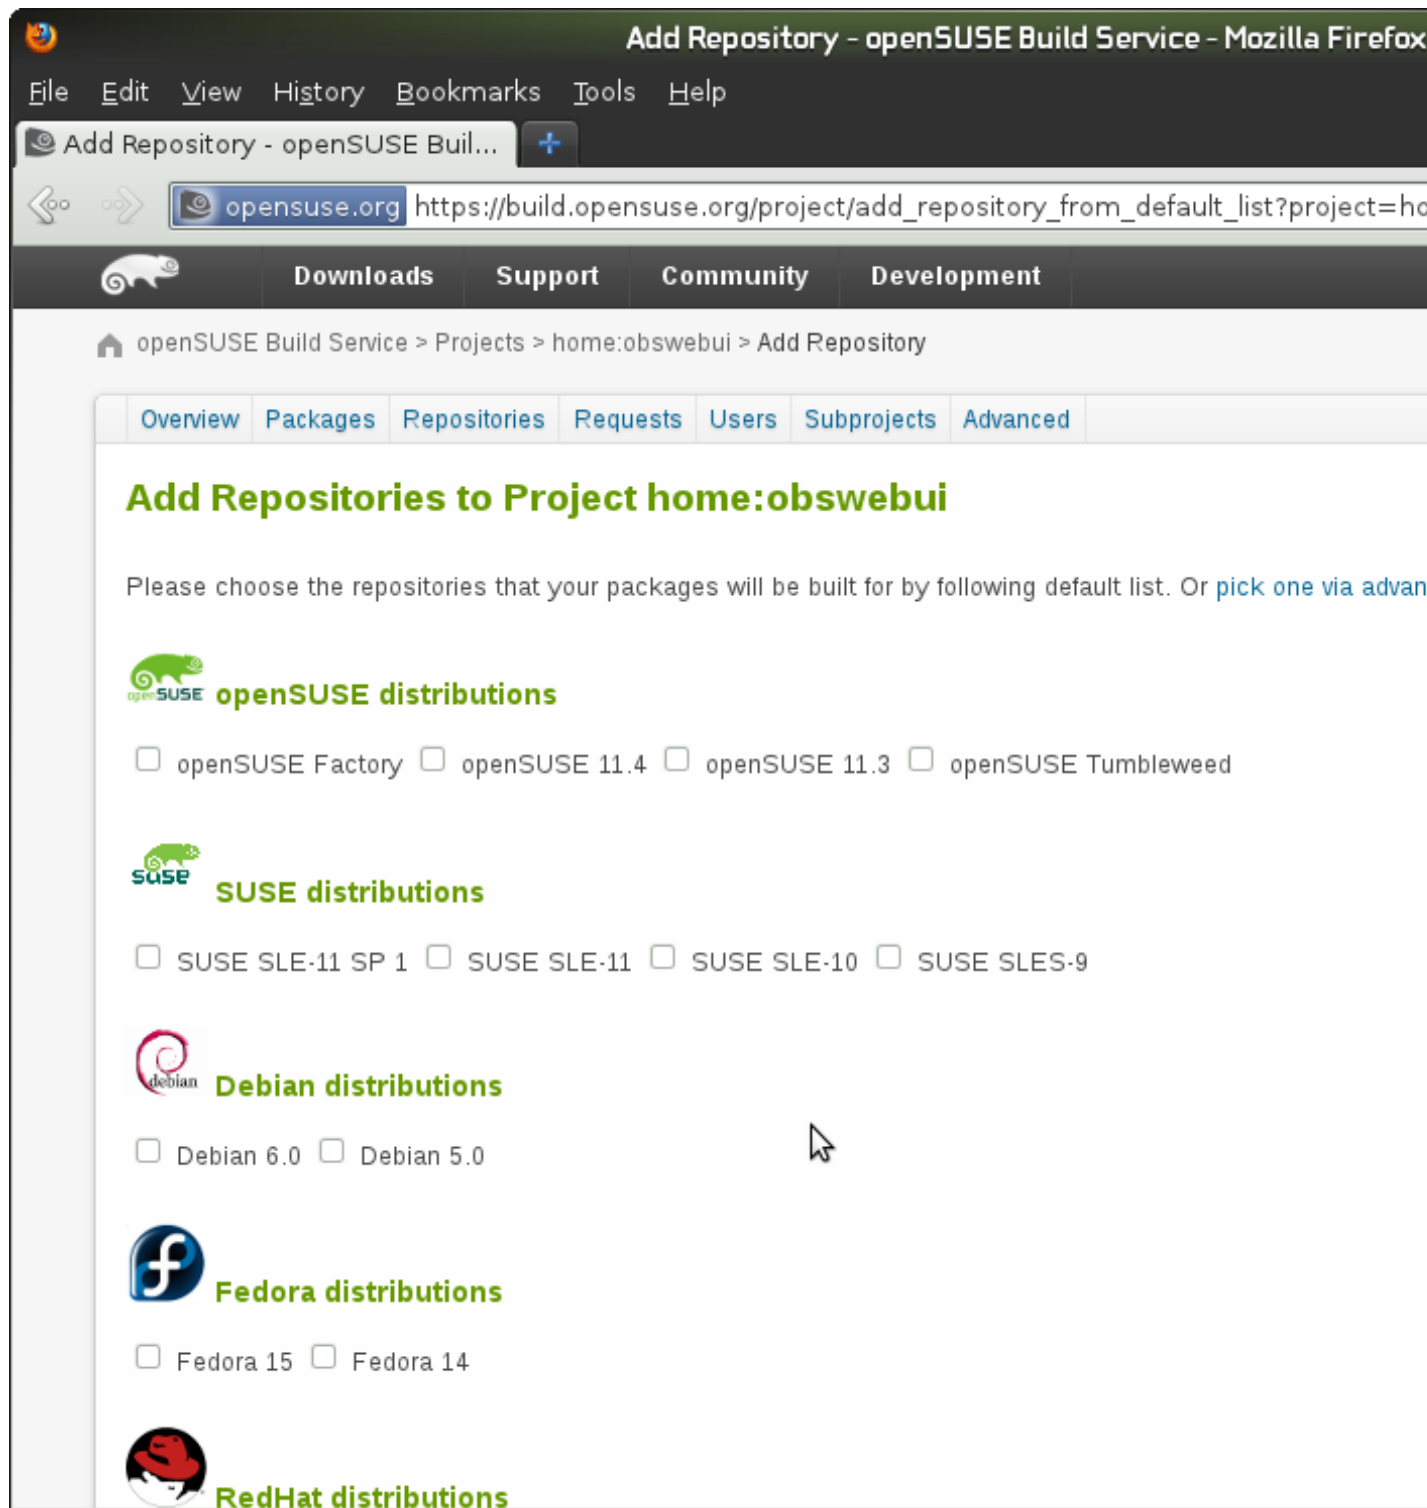 Add Repository - openSUSE Build Service - Mozilla Firefox
File Edit View History Bookmarks Tools Help
Add Repository - openSUSE Buil...
opensuse.org https://build.opensuse.org/project/add_repository_from_default_list?project=ho
Downloads Support Community Development
openSUSE Build Service > Projects > home:obswebui > Add Repository
Overview Packages Repositories Requests Users Subprojects Advanced
Add Repositories to Project home:obswebui
Please choose the repositories that your packages will be built for by following default list. Or pick one via advan
openSUSE openSUSE distributions
openSUSE Factory openSUSE 11.4 openSUSE 11.3 openSUSE Tumbleweed
suse SUSE distributions
SUSE SLE-11 SP 1 SUSE SLE-11 SUSE SLE-10 SUSE SLES-9
debian Debian distributions
Debian 6.0 Debian 5.0
Fedora distributions
Fedora 15 Fedora 14
RedHat distributions